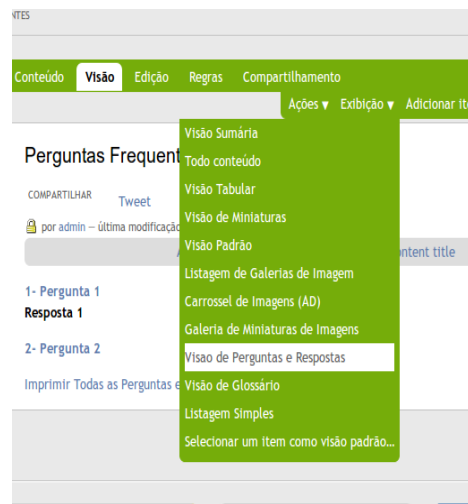 NTES
Conteúdo Visão Edição Regras Compartilhamento
Ações ▾ Exibição ▾ Adicionar ite
Visão Sumária
Todo conteúdo
Visão Tabular
Visão de Miniaturas
Visão Padrão
Listagem de Galerias de Imagem
Carrossel de Imagens (AD)
Galeria de Miniaturas de Imagens
Visao de Perguntas e Respostas
Visão de Glossário
Listagem Simples
Selecionar um item como visão padrão...
Perguntas Frequent
COMPARTILHAR Tweet
por admin — última modificação
ontent title
1- Pergunta 1
Resposta 1
2- Pergunta 2
Imprimir Todas as Perguntas e